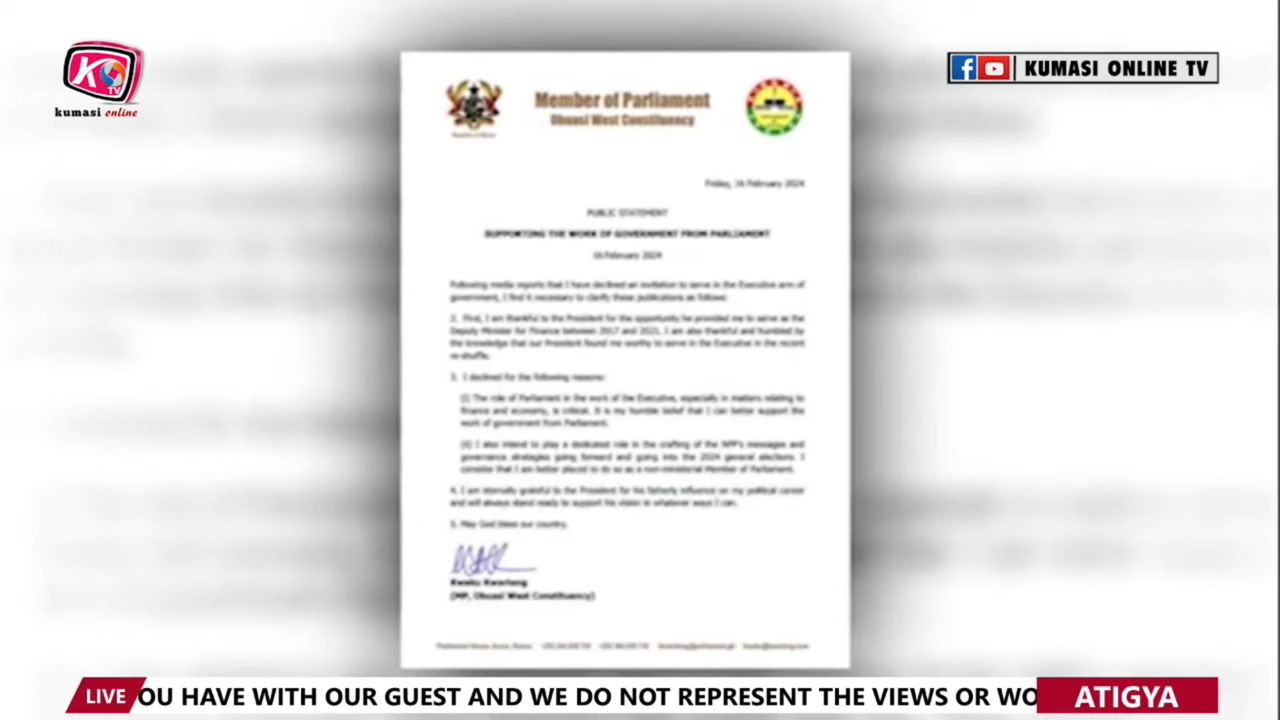 KTV
kumasi online
KUMASI ONLINE TV
Member of Parliament
Obuasi West Constituency
Friday, 16 February 2024
PUBLIC STATEMENT
SUPPORTING THE WORK OF GOVERNMENT FROM PARLIAMENT
16 February 2024
Following media reports that I have declined an invitation to serve in the Executive arm of
government, I find it necessary to clarify these publications as follows:
2. First, I am thankful to the President for the opportunity he provided me to serve as the
Deputy Minister for Finance between 2017 and 2021. I am also thankful and humbled by
the knowledge that our President found me worthy to serve in the Executive in the recent
re-shuffle.
3. I declined for the following reasons:
(i) The role of Parliament in the work of the Executive, especially in matters relating to
finance and economy, is critical. It is my humble belief that I can better support the
work of government from Parliament.
(ii) I also intend to play a dedicated role in the crafting of the NPP's messages and
governance strategies going forward and going into the 2024 general elections. I
consider that I am better placed to do so as a non-ministerial Member of Parliament.
4. I am eternally grateful to the President for his fatherly influence on my political career
and will always stand ready to support his vision in whatever ways I can.
5. May God bless our country.
Kwaku Kwarteng
(MP, Obuasi West Constituency)
Parliament House, Accra, Ghana.
LIVE OU HAVE WITH OUR GUEST AND WE DO NOT REPRESENT THE VIEWS OR WO
ATIGYA